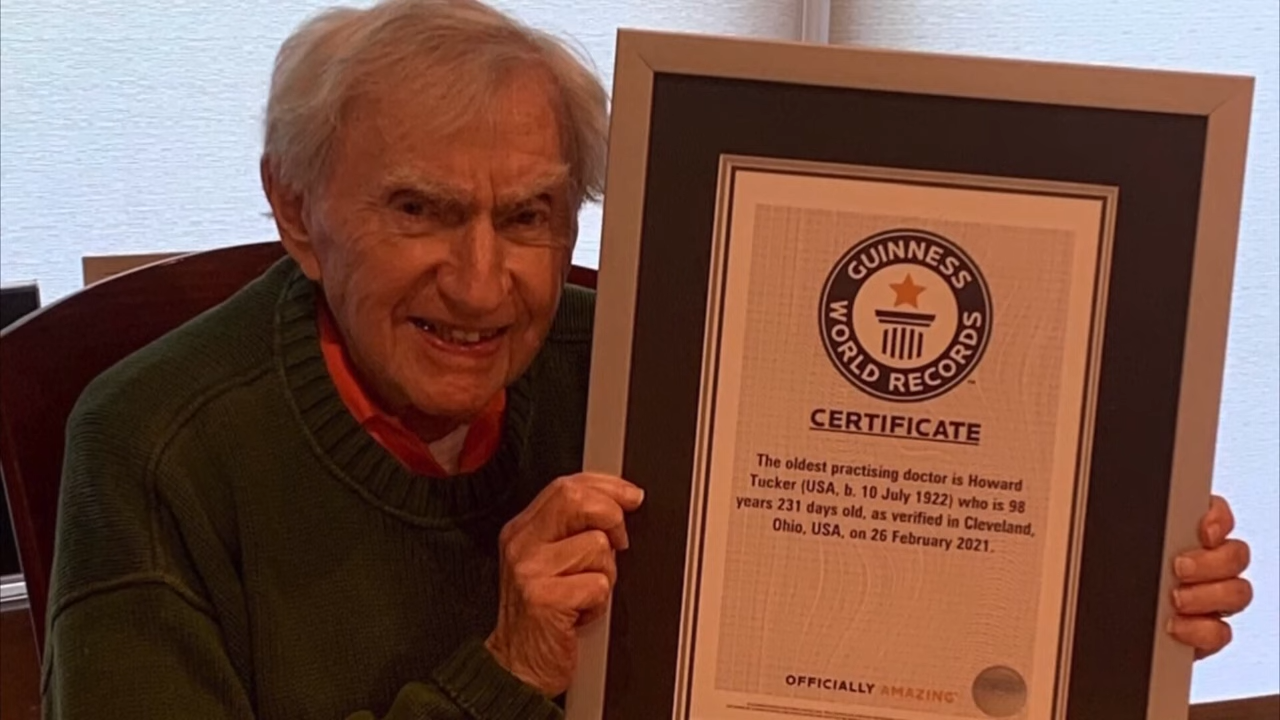 GUINNESS
WORLD RECORDS
CERTIFICATE
The oldest practising doctor is Howard
Tucker (USA, b. 10 July 1922) who is 98
years 231 days old, as verified in Cleveland,
Ohio, USA, on 26 February 2021.
OFFICIALLY AMAZING